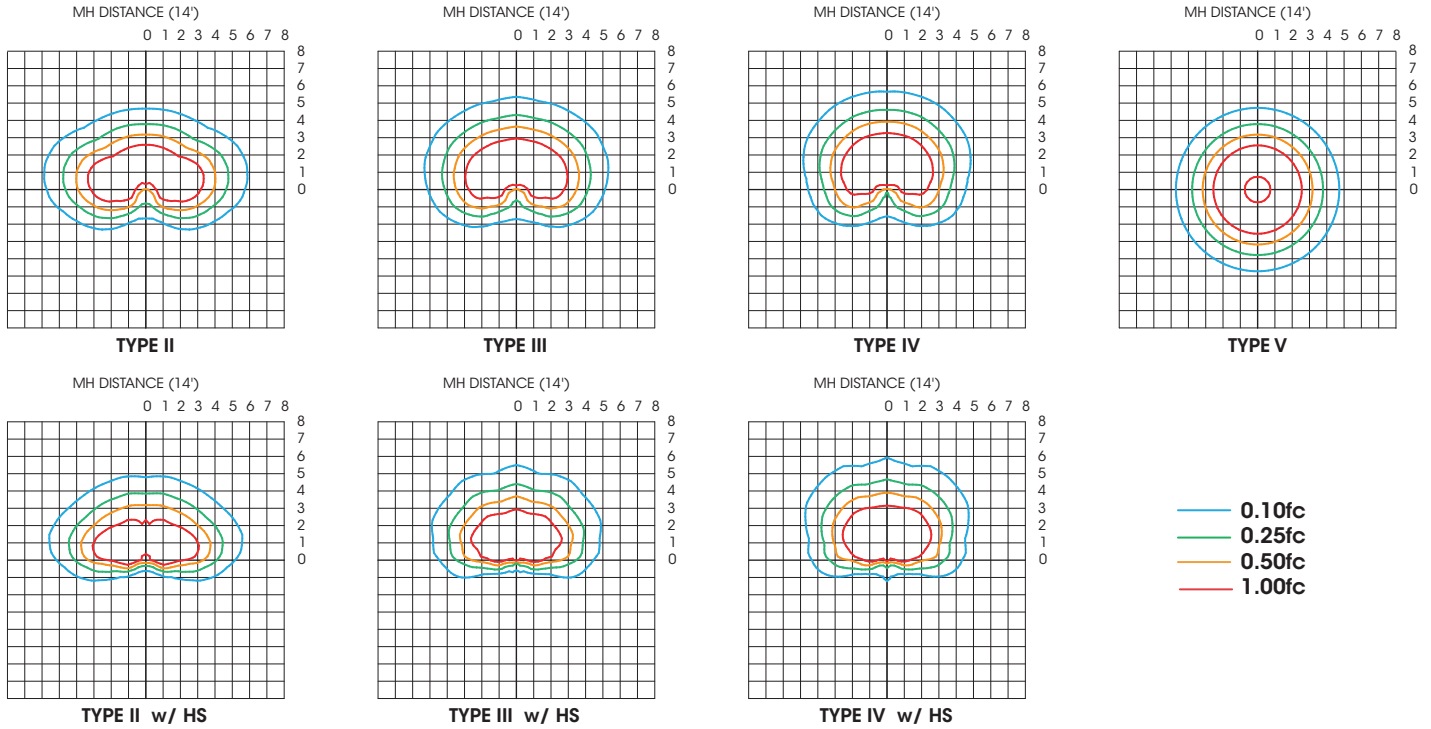 MH DISTANCE (14')
0 1 2 3 4 5 6 7 8
8
7
6
5
4
3
2
1
0
TYPE II
MH DISTANCE (14')
0 1 2 3 4 5 6 7 8
8
7
6
5
4
3
2
1
0
TYPE III
MH DISTANCE (14')
0 1 2 3 4 5 6 7 8
8
7
6
5
4
3
2
1
0
TYPE IV
MH DISTANCE (14')
0 1 2 3 4 5 6 7 8
8
7
6
5
4
3
2
1
0
TYPE V
MH DISTANCE (14')
0 1 2 3 4 5 6 7 8
8
7
6
5
4
3
2
1
0
TYPE II w/ HS
MH DISTANCE (14')
0 1 2 3 4 5 6 7 8
8
7
6
5
4
3
2
1
0
TYPE III w/ HS
MH DISTANCE (14')
0 1 2 3 4 5 6 7 8
8
7
6
5
4
3
2
1
0
TYPE IV w/ HS
0.10fc
0.25fc
0.50fc
1.00fc